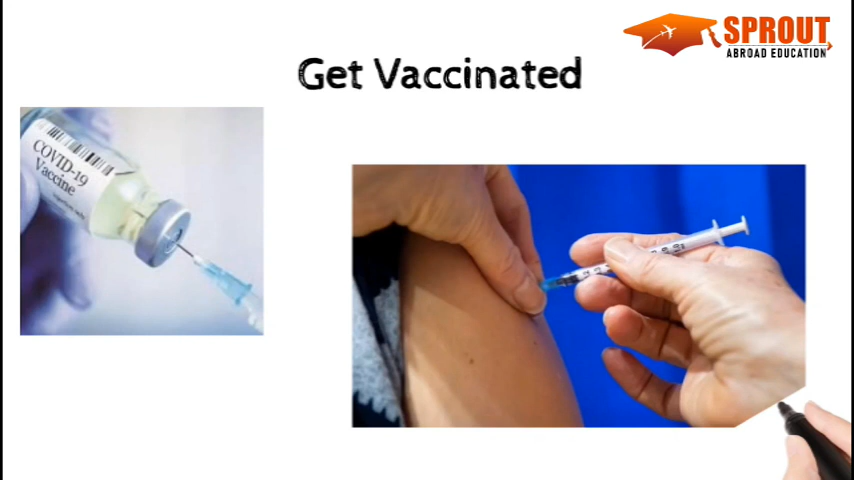 SPROUT
ABROAD EDUCATION
Get Vaccinated
COVID-19
Vaccine